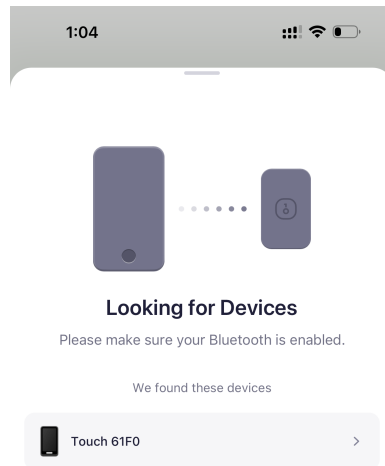 1:04
Looking for Devices
Please make sure your Bluetooth is enabled.
We found these devices
Touch 61F0